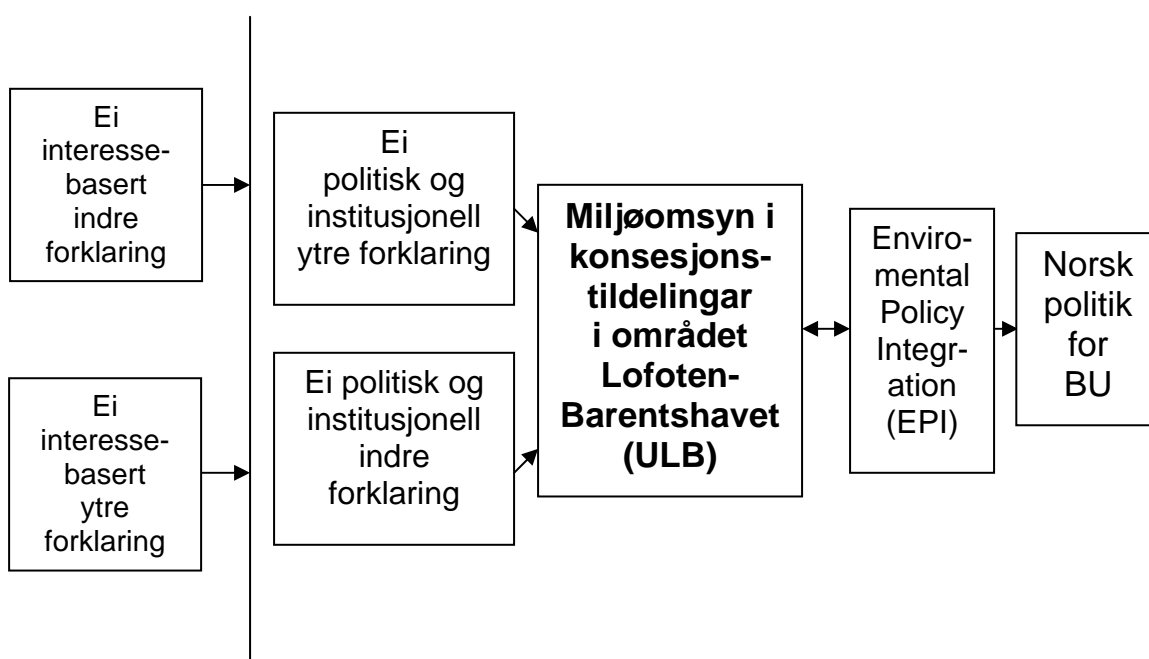 Ei
interesse-
basert
indre
forklaring
Ei
interesse-
basert
ytre
forklaring
Ei
politisk og
institusjonell
ytre forklaring
Ei politisk og
institusjonell
indre
forklaring
Miljøomsyn i
konsesjons-
tildelingar
i området
Lofoten-
Barentshavet
(ULB)
Enviro-
mental
Policy
Integr-
ation
(EPI)
Norsk
politik
for
BU